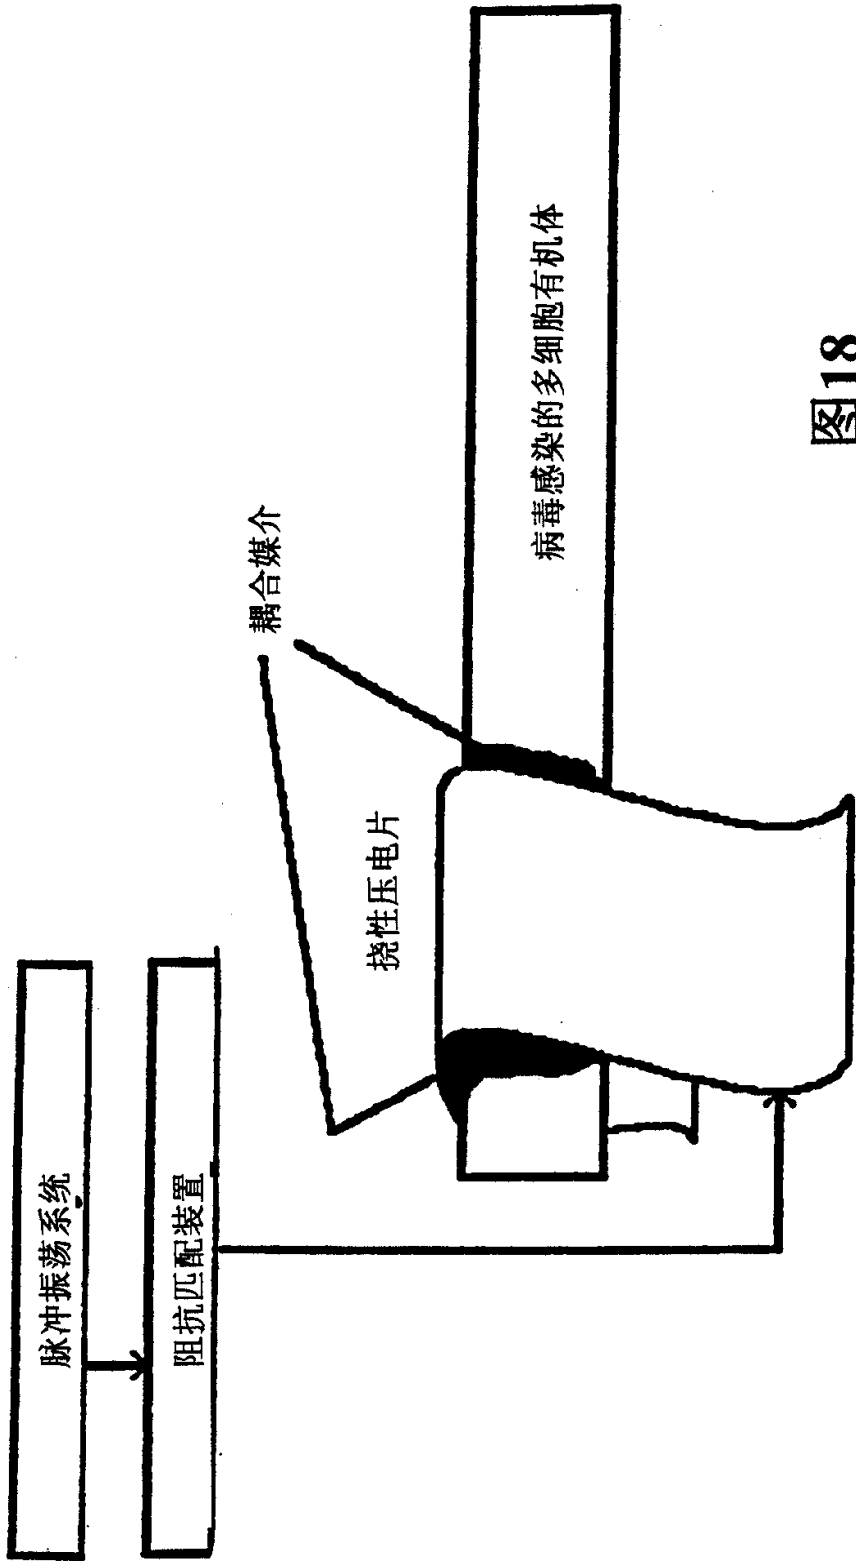 脉冲振荡系统
阻抗匹配装置
耦合媒介
挠性压电片
病毒感染的多细胞有机体
图18